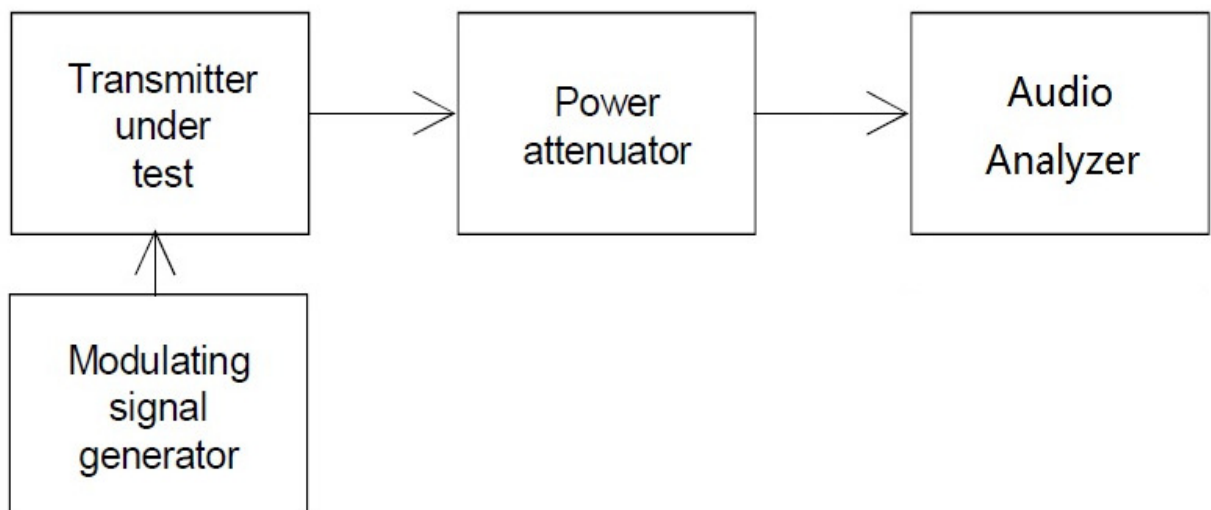 Transmitter
under
test
Power
attenuator
Audio
Analyzer
Modulating
signal
generator